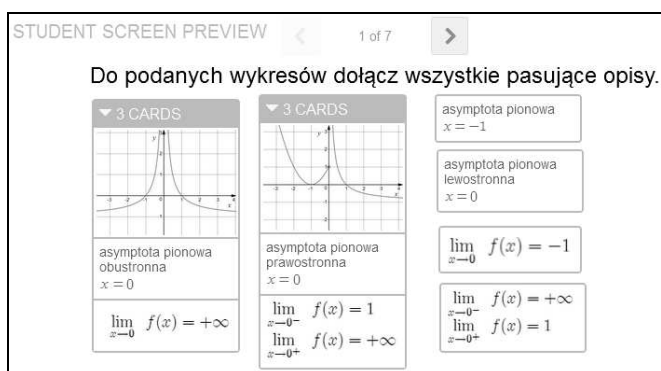 STUDENT SCREEN PREVIEW
1 of 7
Do podanych wykresów dołącz wszystkie pasujące opisy.
3 CARDS
asymptota pionowa
obustronna
x = 0
lim f(x) = +∞
x→0
3 CARDS
asymptota pionowa
prawostronna
x = 0
lim f(x) = 1
x→0⁻
lim f(x) = +∞
x→0⁺
asymptota pionowa
x = −1
asymptota pionowa
lewostronna
x = 0
lim f(x) = −1
x→0
lim f(x) = +∞
x→0⁻
lim f(x) = 1
x→0⁺